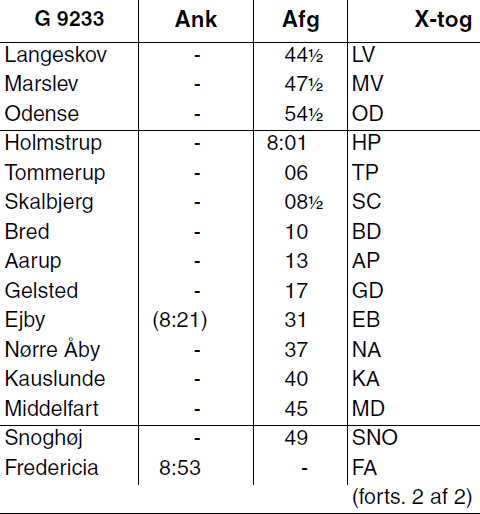 G 9233 Ank Afg X-tog
Langeskov - 44½ LV
Marslev - 47½ MV
Odense - 54½ OD
Holmstrup - 8:01 HP
Tommerup - 06 TP
Skalbjerg - 08½ SC
Bred - 10 BD
Aarup - 13 AP
Gelsted - 17 GD
Ejby (8:21) 31 EB
Nørre Åby - 37 NA
Kauslunde - 40 KA
Middelfart - 45 MD
Snoghøj - 49 SNO
Fredericia 8:53 - FA
(forts. 2 af 2)